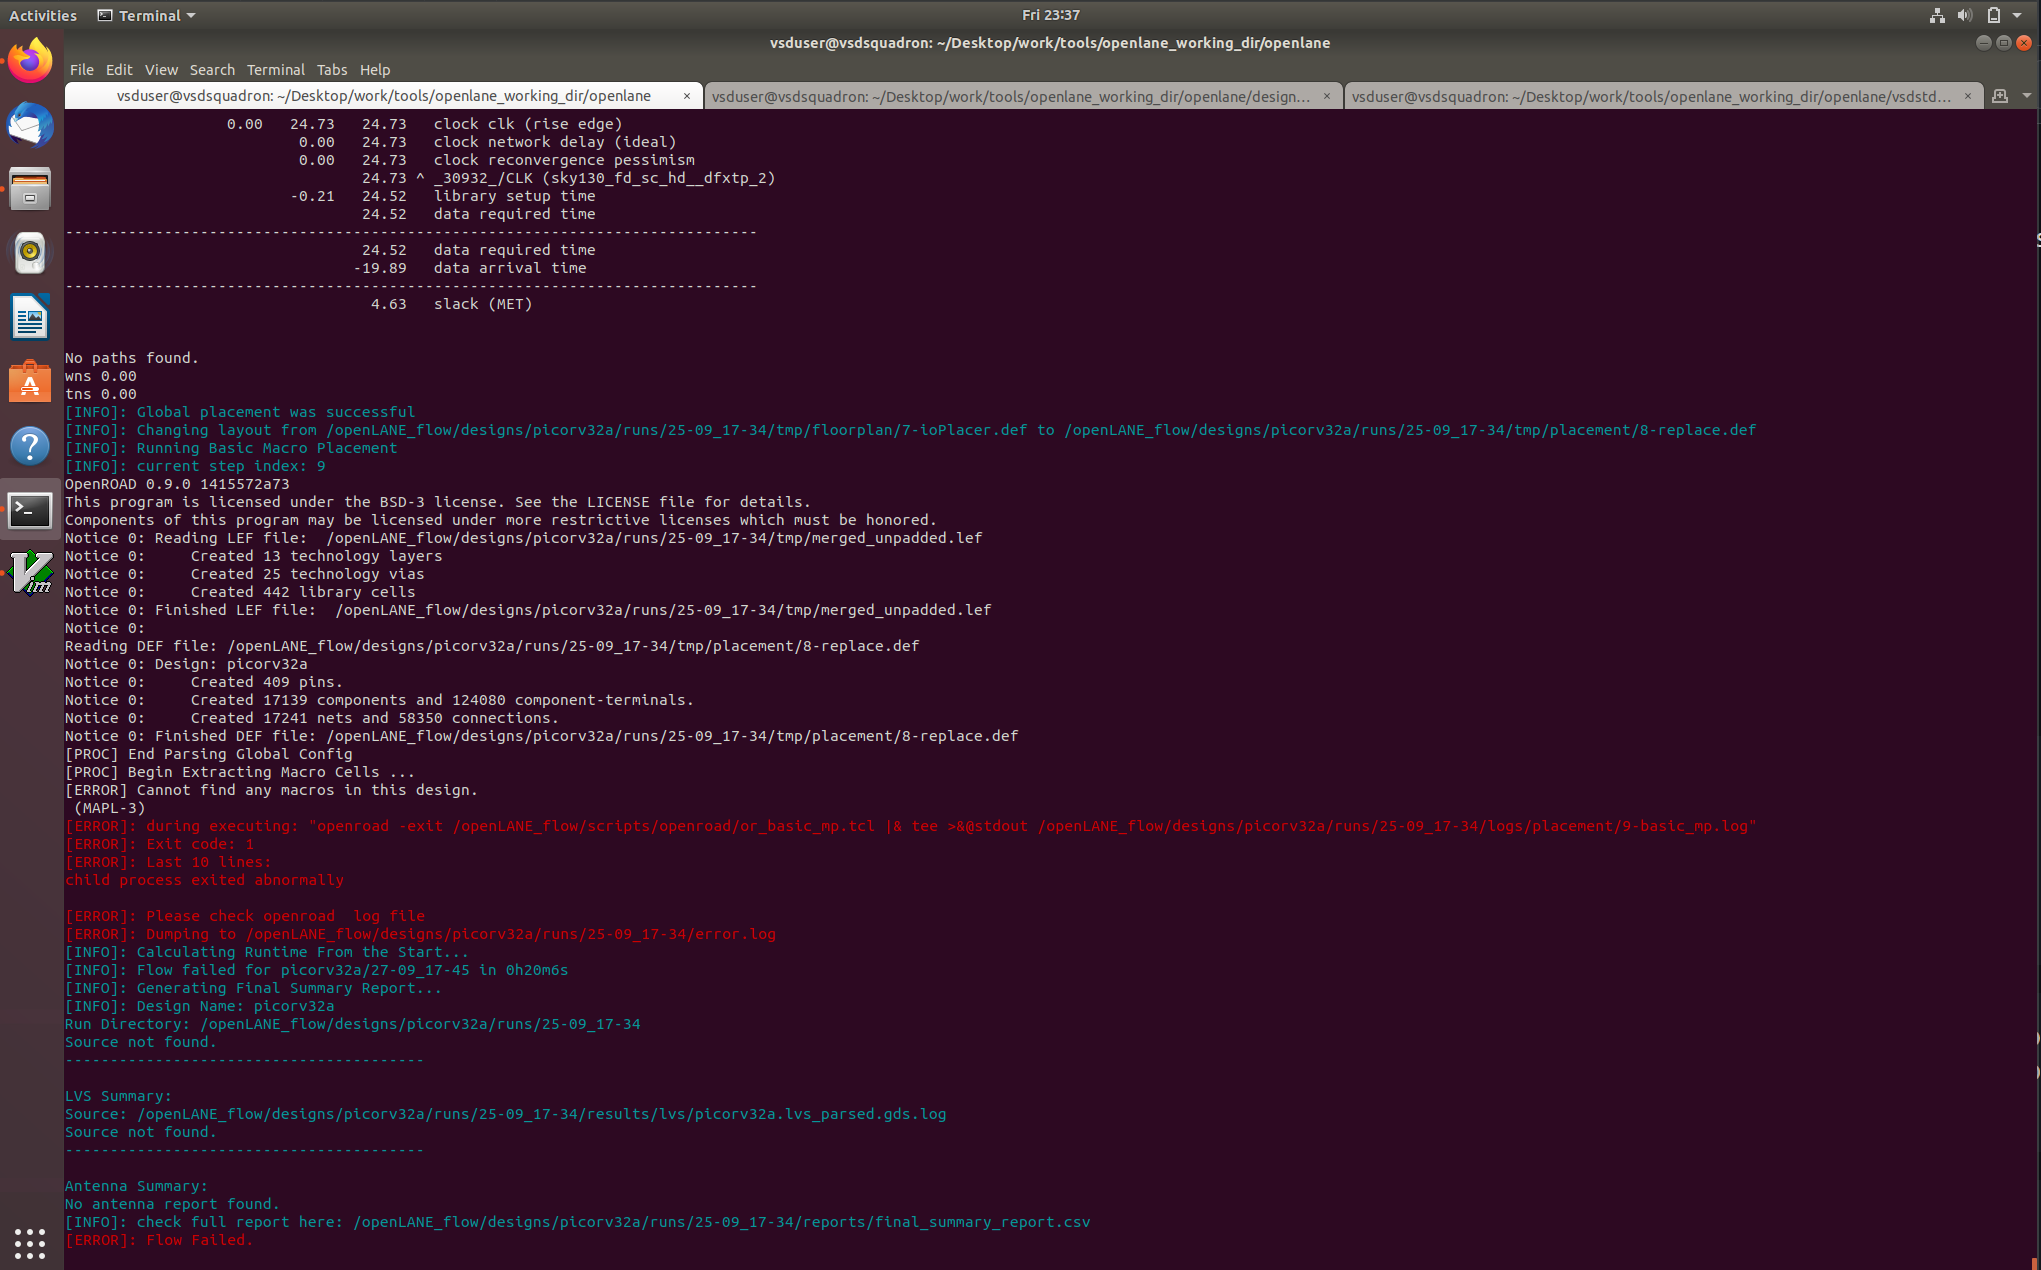 Activities Terminal Fri 23:37
vsduser@vsdsquadron: ~/Desktop/work/tools/openlane_working_dir/openlane
File Edit View Search Terminal Tabs Help
vsduser@vsdsquadron: ~/Desktop/work/tools/openlane_working_dir/openlane × vsduser@vsdsquadron: ~/Desktop/work/tools/openlane_working_dir/openlane/design... × vsduser@vsdsquadron: ~/Desktop/work/tools/openlane_working_dir/openlane/vsdstd... ×
0.00 24.73 24.73 clock clk (rise edge)
0.00 24.73 clock network delay (ideal)
0.00 24.73 clock reconvergence pessimism
24.73 ^ _30932_/CLK (sky130_fd_sc_hd__dfxtp_2)
-0.21 24.52 library setup time
24.52 data required time
-----------------------------------------------------------------------------
24.52 data required time
-19.89 data arrival time
-----------------------------------------------------------------------------
4.63 slack (MET)
No paths found.
wns 0.00
tns 0.00
[INFO]: Global placement was successful
[INFO]: Changing layout from /openLANE_flow/designs/picorv32a/runs/25-09_17-34/tmp/floorplan/7-ioPlacer.def to /openLANE_flow/designs/picorv32a/runs/25-09_17-34/tmp/placement/8-replace.def
[INFO]: Running Basic Macro Placement
[INFO]: current step index: 9
OpenROAD 0.9.0 1415572a73
This program is licensed under the BSD-3 license. See the LICENSE file for details.
Components of this program may be licensed under more restrictive licenses which must be honored.
Notice 0: Reading LEF file:  /openLANE_flow/designs/picorv32a/runs/25-09_17-34/tmp/merged_unpadded.lef
Notice 0:     Created 13 technology layers
Notice 0:     Created 25 technology vias
Notice 0:     Created 442 library cells
Notice 0: Finished LEF file:  /openLANE_flow/designs/picorv32a/runs/25-09_17-34/tmp/merged_unpadded.lef
Notice 0:
Reading DEF file: /openLANE_flow/designs/picorv32a/runs/25-09_17-34/tmp/placement/8-replace.def
Notice 0: Design: picorv32a
Notice 0:     Created 409 pins.
Notice 0:     Created 17139 components and 124080 component-terminals.
Notice 0:     Created 17241 nets and 58350 connections.
Notice 0: Finished DEF file: /openLANE_flow/designs/picorv32a/runs/25-09_17-34/tmp/placement/8-replace.def
[PROC] End Parsing Global Config
[PROC] Begin Extracting Macro Cells ...
[ERROR] Cannot find any macros in this design.
(MAPL-3)
[ERROR]: during executing: "openroad -exit /openLANE_flow/scripts/openroad/or_basic_mp.tcl |& tee >&@stdout /openLANE_flow/designs/picorv32a/runs/25-09_17-34/logs/placement/9-basic_mp.log"
[ERROR]: Exit code: 1
[ERROR]: Last 10 lines:
child process exited abnormally
[ERROR]: Please check openroad  log file
[ERROR]: Dumping to /openLANE_flow/designs/picorv32a/runs/25-09_17-34/error.log
[INFO]: Calculating Runtime From the Start...
[INFO]: Flow failed for picorv32a/27-09_17-45 in 0h20m6s
[INFO]: Generating Final Summary Report...
[INFO]: Design Name: picorv32a
Run Directory: /openLANE_flow/designs/picorv32a/runs/25-09_17-34
Source not found.
----------------------------------------
LVS Summary:
Source: /openLANE_flow/designs/picorv32a/runs/25-09_17-34/results/lvs/picorv32a.lvs_parsed.gds.log
Source not found.
----------------------------------------
Antenna Summary:
No antenna report found.
[INFO]: check full report here: /openLANE_flow/designs/picorv32a/runs/25-09_17-34/reports/final_summary_report.csv
[ERROR]: Flow Failed.